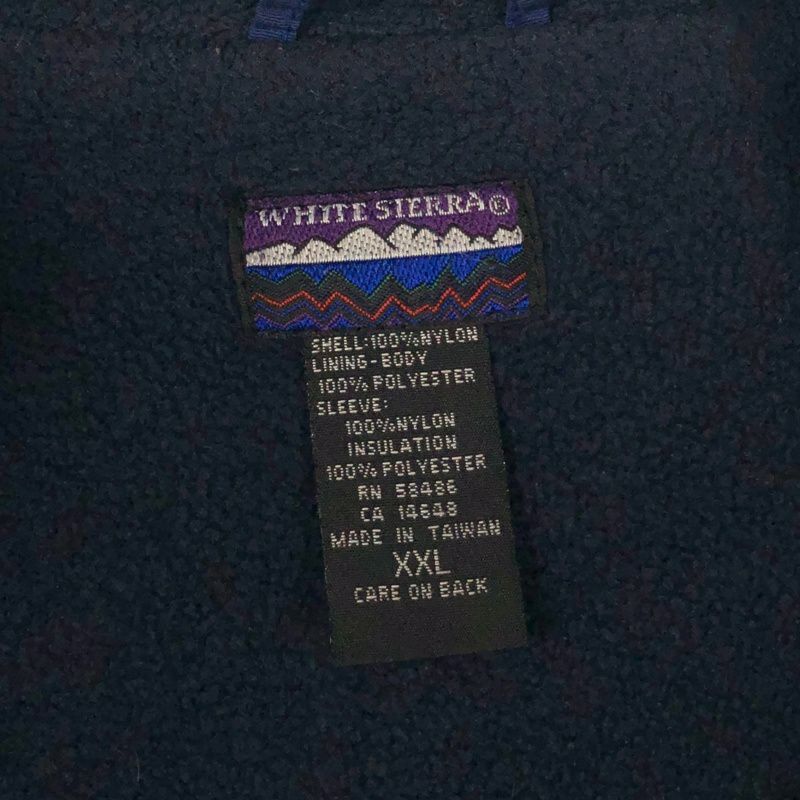 WHITE SIERRA®
SHELL:100%NYLON
LINING-BODY
100% POLYESTER
SLEEVE:
100%NYLON
INSULATION
100% POLYESTER
RN 58486
CA 14648
MADE IN TAIWAN
XXL
CARE ON BACK